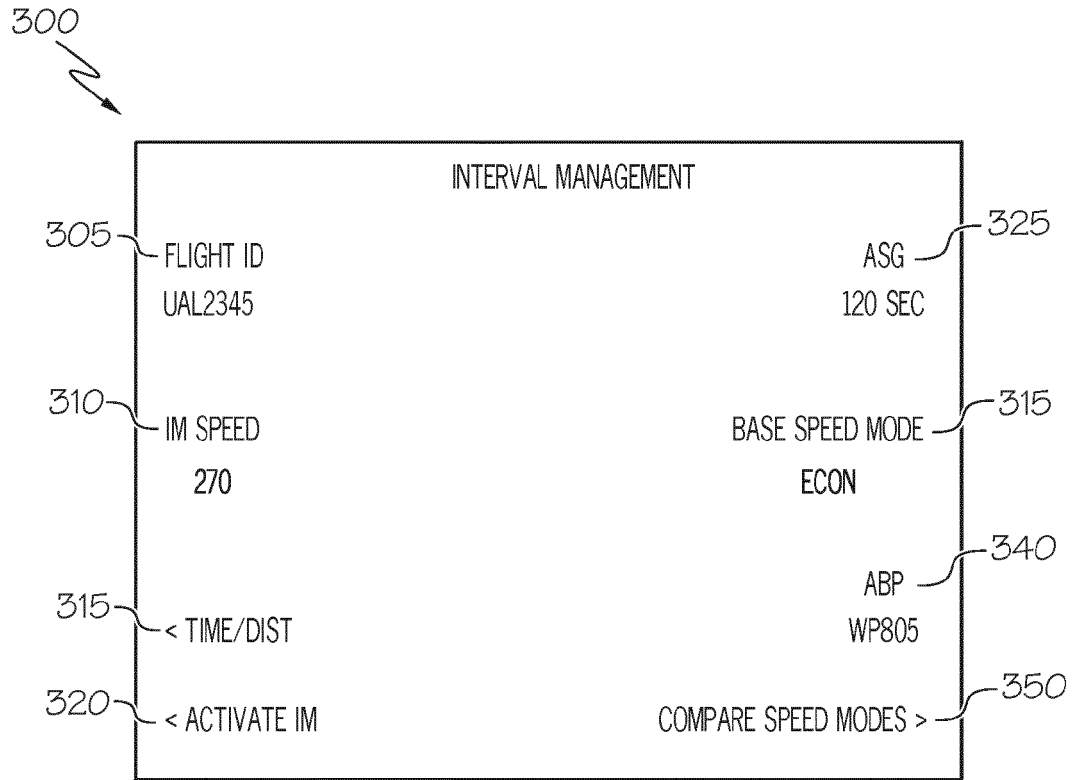 300
INTERVAL MANAGEMENT
305 FLIGHT ID ASG 325
UAL2345 120 SEC
310 IM SPEED BASE SPEED MODE 315
270 ECON
ABP 340
315 < TIME/DIST WP805
320 < ACTIVATE IM COMPARE SPEED MODES > 350